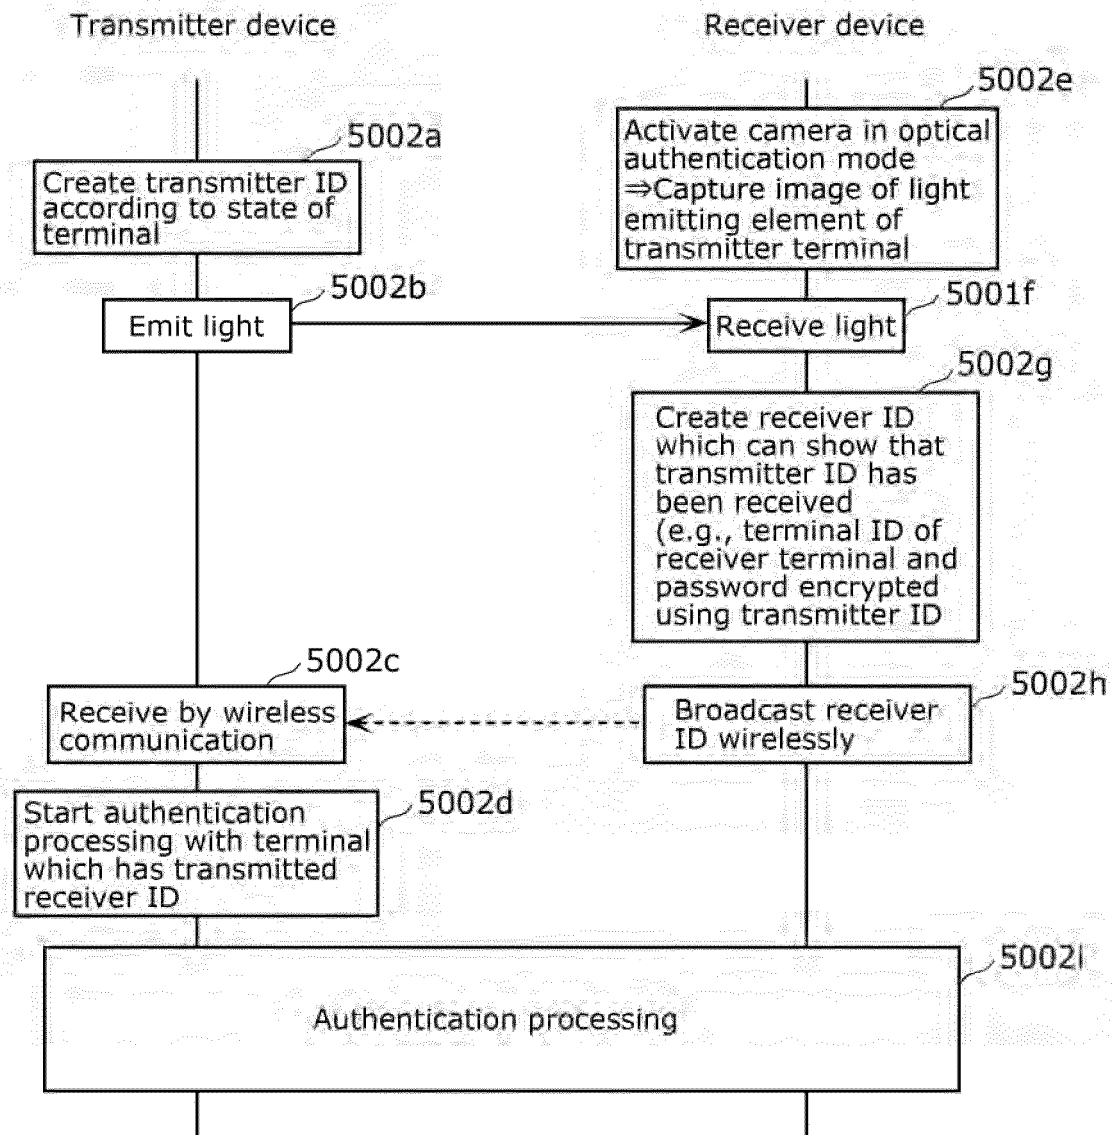 Transmitter device
Receiver device
5002e
Activate camera in optical
authentication mode
⇒Capture image of light
emitting element of
transmitter terminal
5002a
Create transmitter ID
according to state of
terminal
5002b
Emit light
5001f
Receive light
5002g
Create receiver ID
which can show that
transmitter ID has
been received
(e.g., terminal ID of
receiver terminal and
password encrypted
using transmitter ID
5002c
Receive by wireless
communication
5002h
Broadcast receiver
ID wirelessly
5002d
Start authentication
processing with terminal
which has transmitted
receiver ID
5002i
Authentication processing